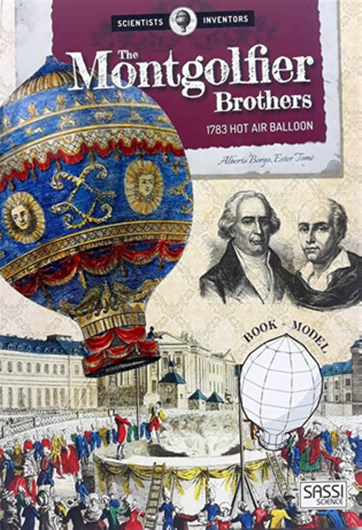 SCIENTISTS INVENTORS
The
Montgolfier
Brothers
1783 HOT AIR BALLOON
Alberto Borgo, Ester Tomè
BOOK + MODEL
SASSI
SCIENCE